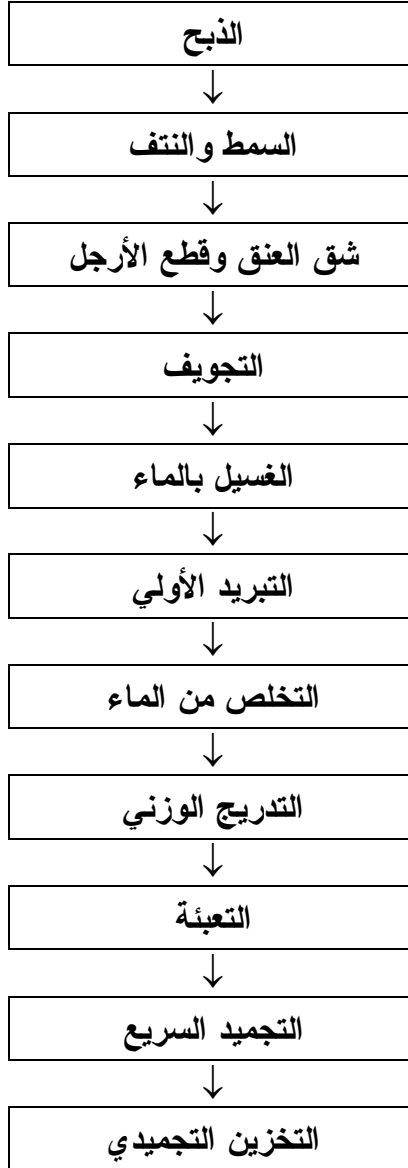 الذبح
↓
السمط والنتف
↓
شق العنق وقطع الأرجل
↓
التجويف
↓
الغسيل بالماء
↓
التبريد الأولي
↓
التخلص من الماء
↓
التدريج الوزني
↓
التعبئة
↓
التجميد السريع
↓
التخزين التجميدي